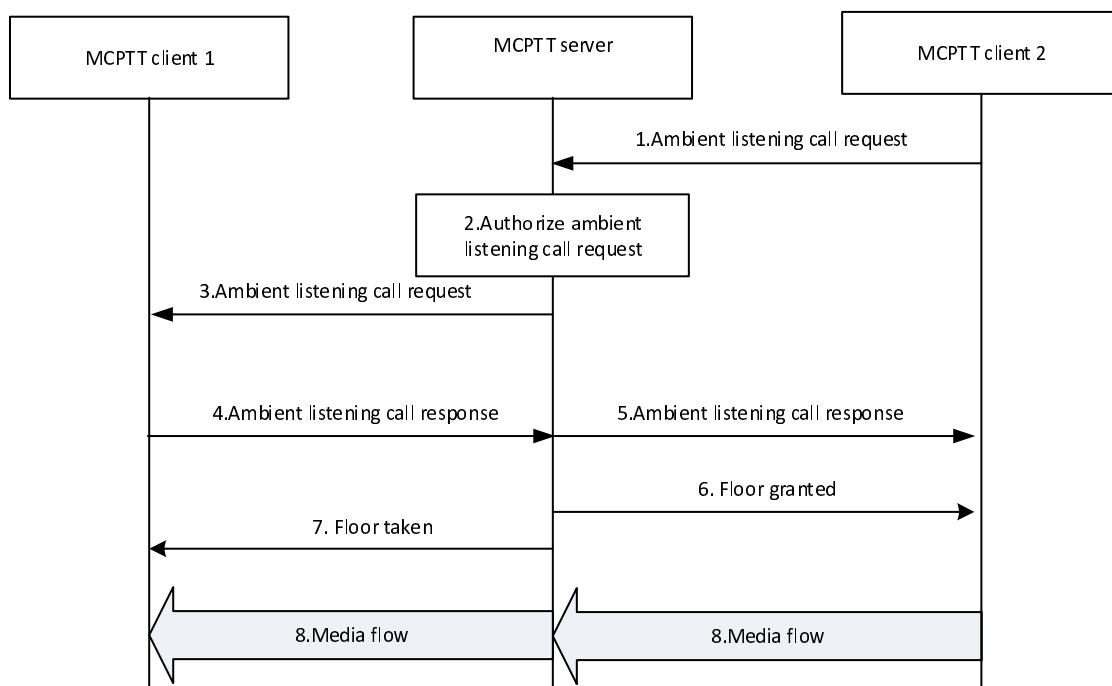 MCPTT client 1
MCPTT server
MCPTT client 2
1.Ambient listening call request
2.Authorize ambient
listening call request
3.Ambient listening call request
4.Ambient listening call response
5.Ambient listening call response
6. Floor granted
7. Floor taken
8.Media flow
8.Media flow